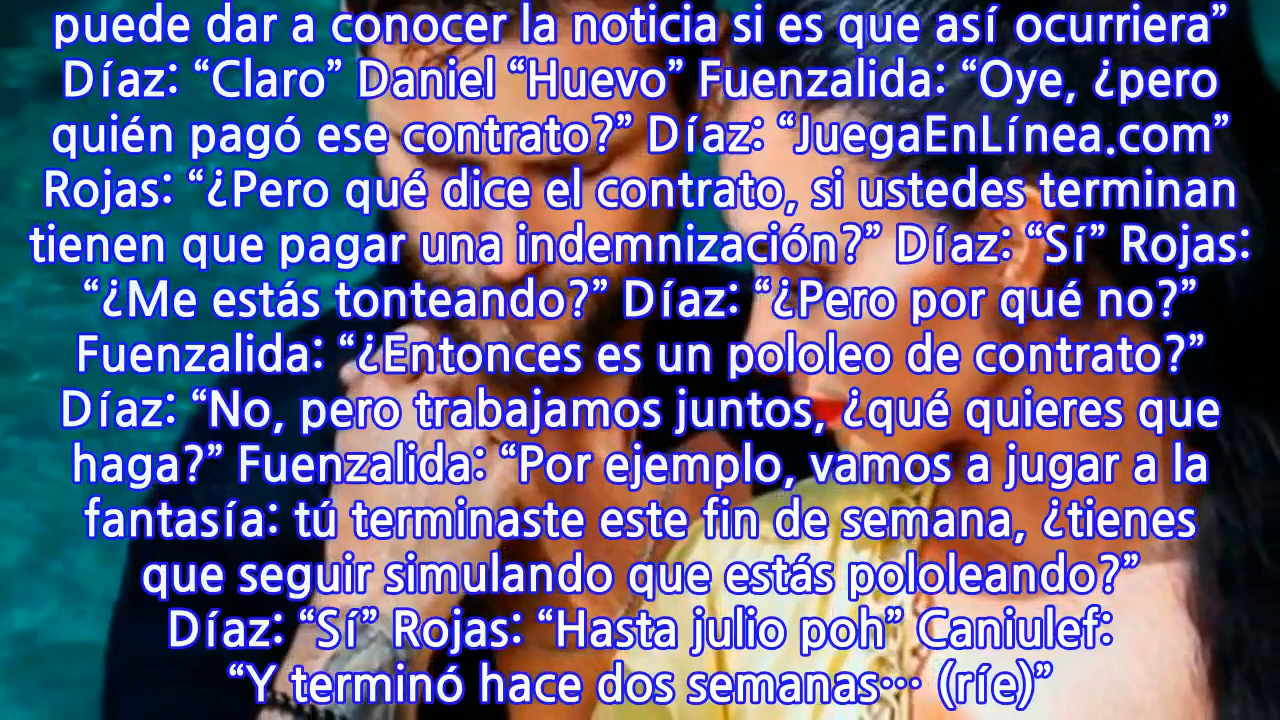 puede dar a conocer la noticia si es que así ocurriera”
Díaz: “Claro” Daniel “Huevo” Fuenzalida: “Oye, ¿pero
quién pagó ese contrato?” Díaz: “JuegaEnLínea.com”
Rojas: “¿Pero qué dice el contrato, si ustedes terminan
tienen que pagar una indemnización?” Díaz: “Sí” Rojas:
“¿Me estás tonteando?” Díaz: “¿Pero por qué no?”
Fuenzalida: “¿Entonces es un pololeo de contrato?”
Díaz: “No, pero trabajamos juntos, ¿qué quieres que
haga?” Fuenzalida: “Por ejemplo, vamos a jugar a la
fantasía: tú terminaste este fin de semana, ¿tienes
que seguir simulando que estás pololeando?”
Díaz: “Sí” Rojas: “Hasta julio poh” Caniulef:
“Y terminó hace dos semanas… (ríe)”